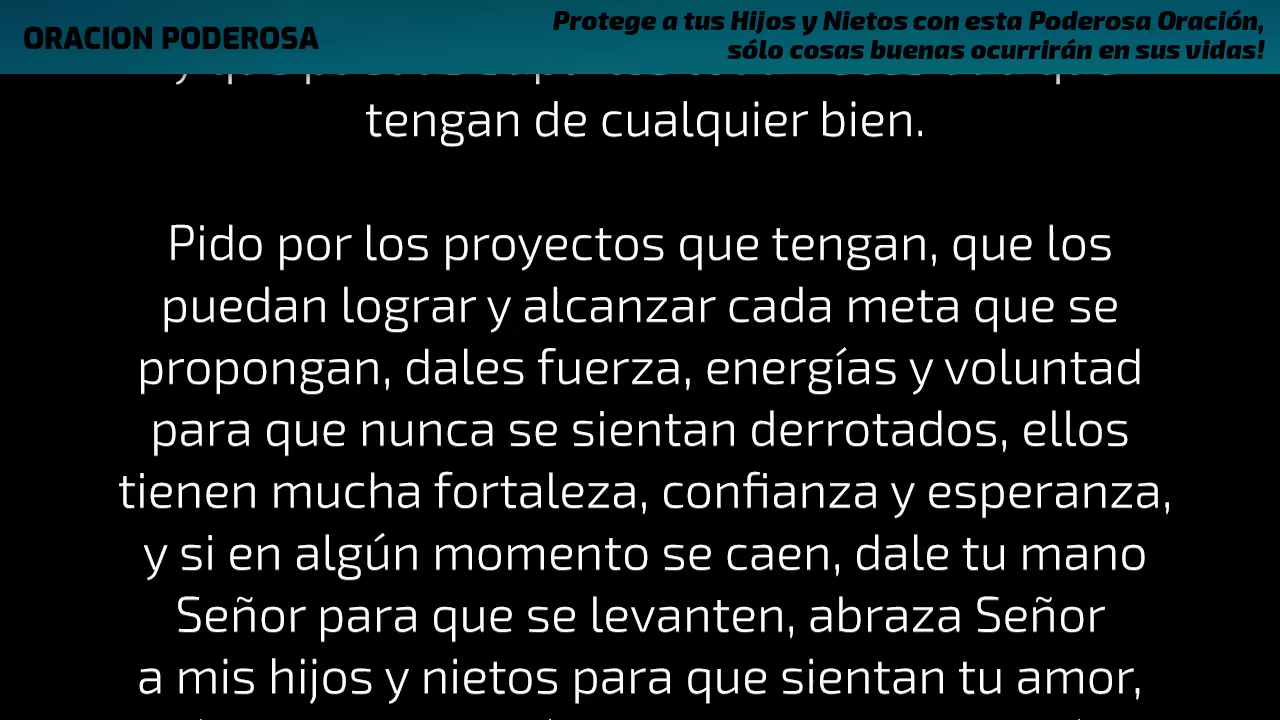 ORACION PODEROSA
Protege a tus Hijos y Nietos con esta Poderosa Oración,
sólo cosas buenas ocurrirán en sus vidas!
tengan de cualquier bien.
Pido por los proyectos que tengan, que los
puedan lograr y alcanzar cada meta que se
propongan, dales fuerza, energías y voluntad
para que nunca se sientan derrotados, ellos
tienen mucha fortaleza, confianza y esperanza,
y si en algún momento se caen, dale tu mano
Señor para que se levanten, abraza Señor
a mis hijos y nietos para que sientan tu amor,